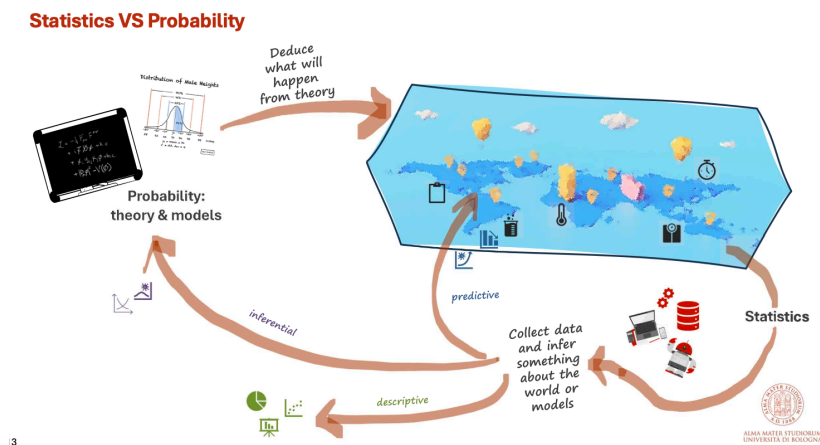 Statistics VS Probability
Deduce
what will
happen
from theory
Distribution of Male Heights
Probability:
theory & models
inferential
predictive
descriptive
Collect data
and infer
something
about the
world or
models
Statistics
ALMA MATER STUDIORUM
UNIVERSITÀ DI BOLOGNA
3